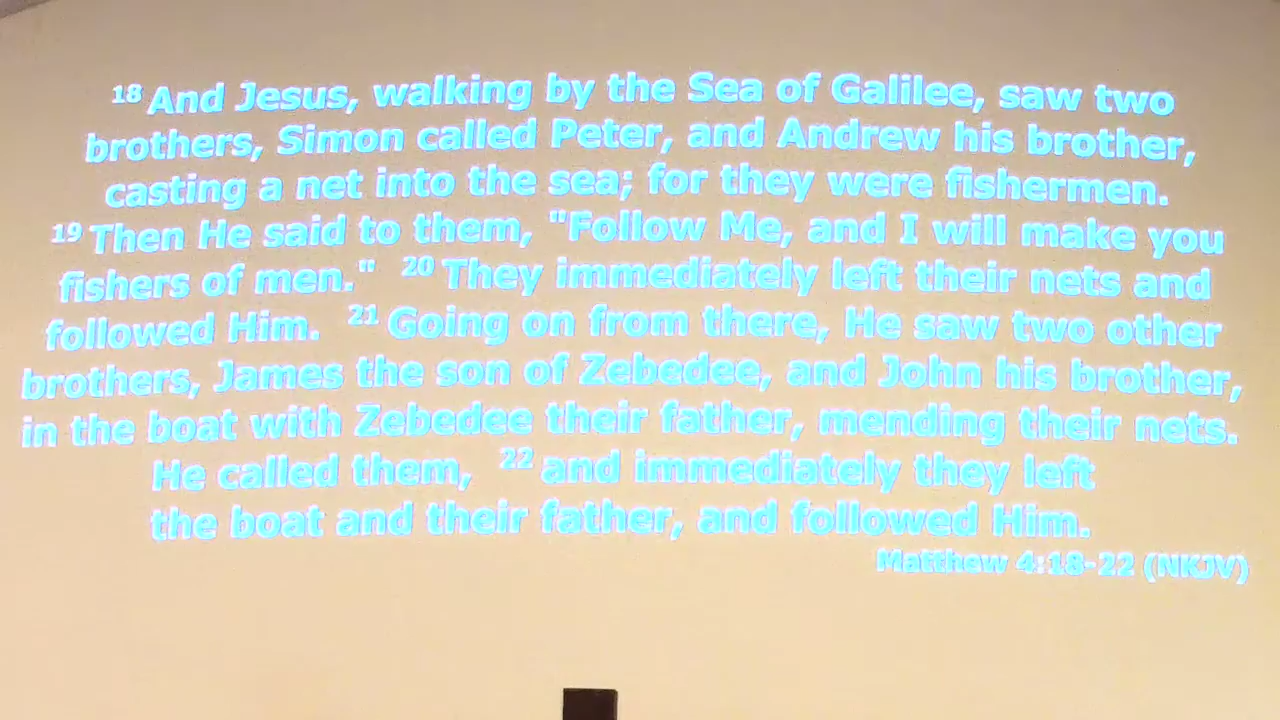 18 And Jesus, walking by the Sea of Galilee, saw two
brothers, Simon called Peter, and Andrew his brother,
casting a net into the sea; for they were fishermen.
19 Then He said to them, "Follow Me, and I will make you
fishers of men." 20 They immediately left their nets and
followed Him. 21 Going on from there, He saw two other
brothers, James the son of Zebedee, and John his brother,
in the boat with Zebedee their father, mending their nets.
He called them, 22 and immediately they left
the boat and their father, and followed Him.
Matthew 4:18-22 (NKJV)